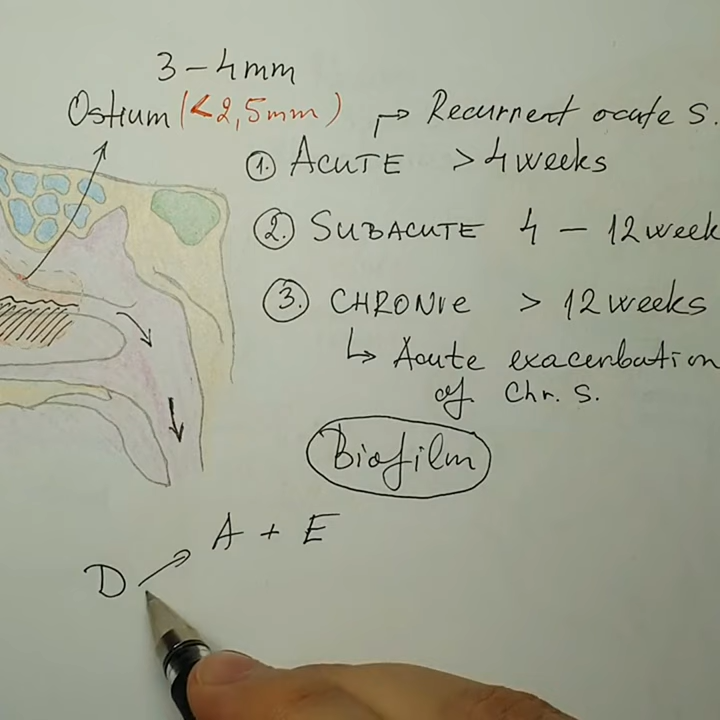 3-4mm
Ostium (<2,5mm) → Recurrent acute S.
1. ACUTE >4weeks
2. SUBACUTE 4 - 12week
3. CHRONIC > 12weeks
↳ Acute exacerbation
of Chr. S.
Biofilm
A + E
D